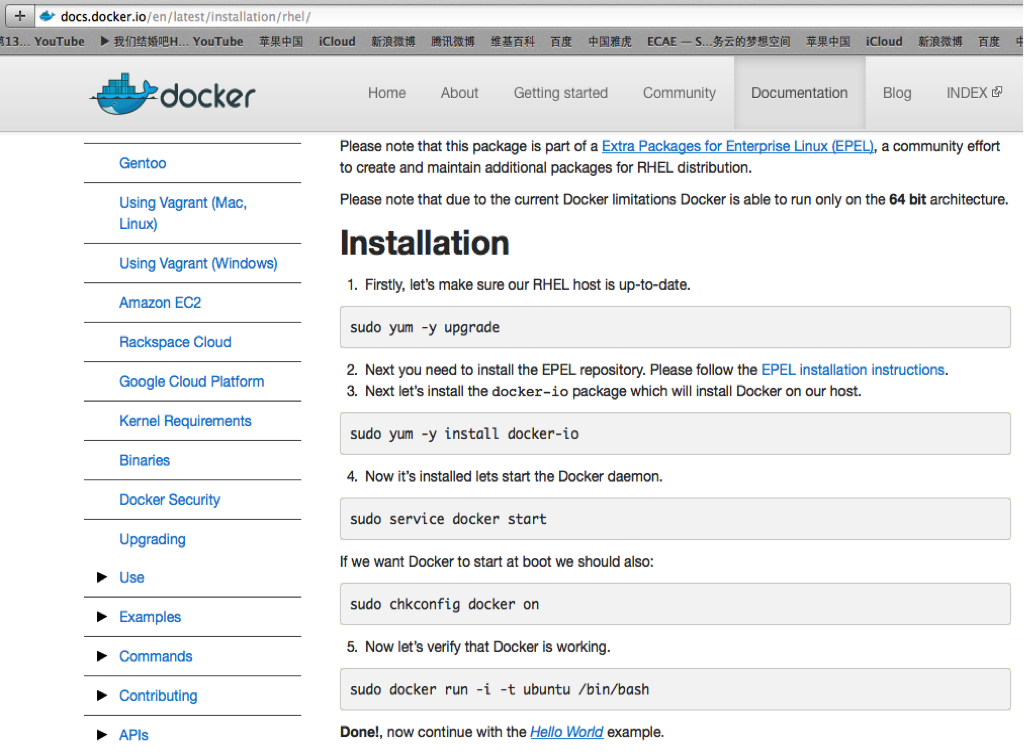 docs.docker.io/en/latest/installation/rhel/
第13... YouTube ▶ 我们结婚吧H... YouTube 苹果中国 iCloud 新浪微博 腾讯微博 维基百科 百度 中国雅虎 ECAE — S...务云的梦想空间 苹果中国 iCloud 新浪微博 百度
docker Home About Getting started Community Documentation Blog INDEX
Gentoo
Using Vagrant (Mac,
Linux)
Using Vagrant (Windows)
Amazon EC2
Rackspace Cloud
Google Cloud Platform
Kernel Requirements
Binaries
Docker Security
Upgrading
Use
Examples
Commands
Contributing
APIs
Please note that this package is part of a Extra Packages for Enterprise Linux (EPEL), a community effort
to create and maintain additional packages for RHEL distribution.
Please note that due to the current Docker limitations Docker is able to run only on the 64 bit architecture.
Installation
1. Firstly, let's make sure our RHEL host is up-to-date.
sudo yum -y upgrade
2. Next you need to install the EPEL repository. Please follow the EPEL installation instructions.
3. Next let's install the docker-io package which will install Docker on our host.
sudo yum -y install docker-io
4. Now it's installed lets start the Docker daemon.
sudo service docker start
If we want Docker to start at boot we should also:
sudo chkconfig docker on
5. Now let's verify that Docker is working.
sudo docker run -i -t ubuntu /bin/bash
Done!, now continue with the Hello World example.